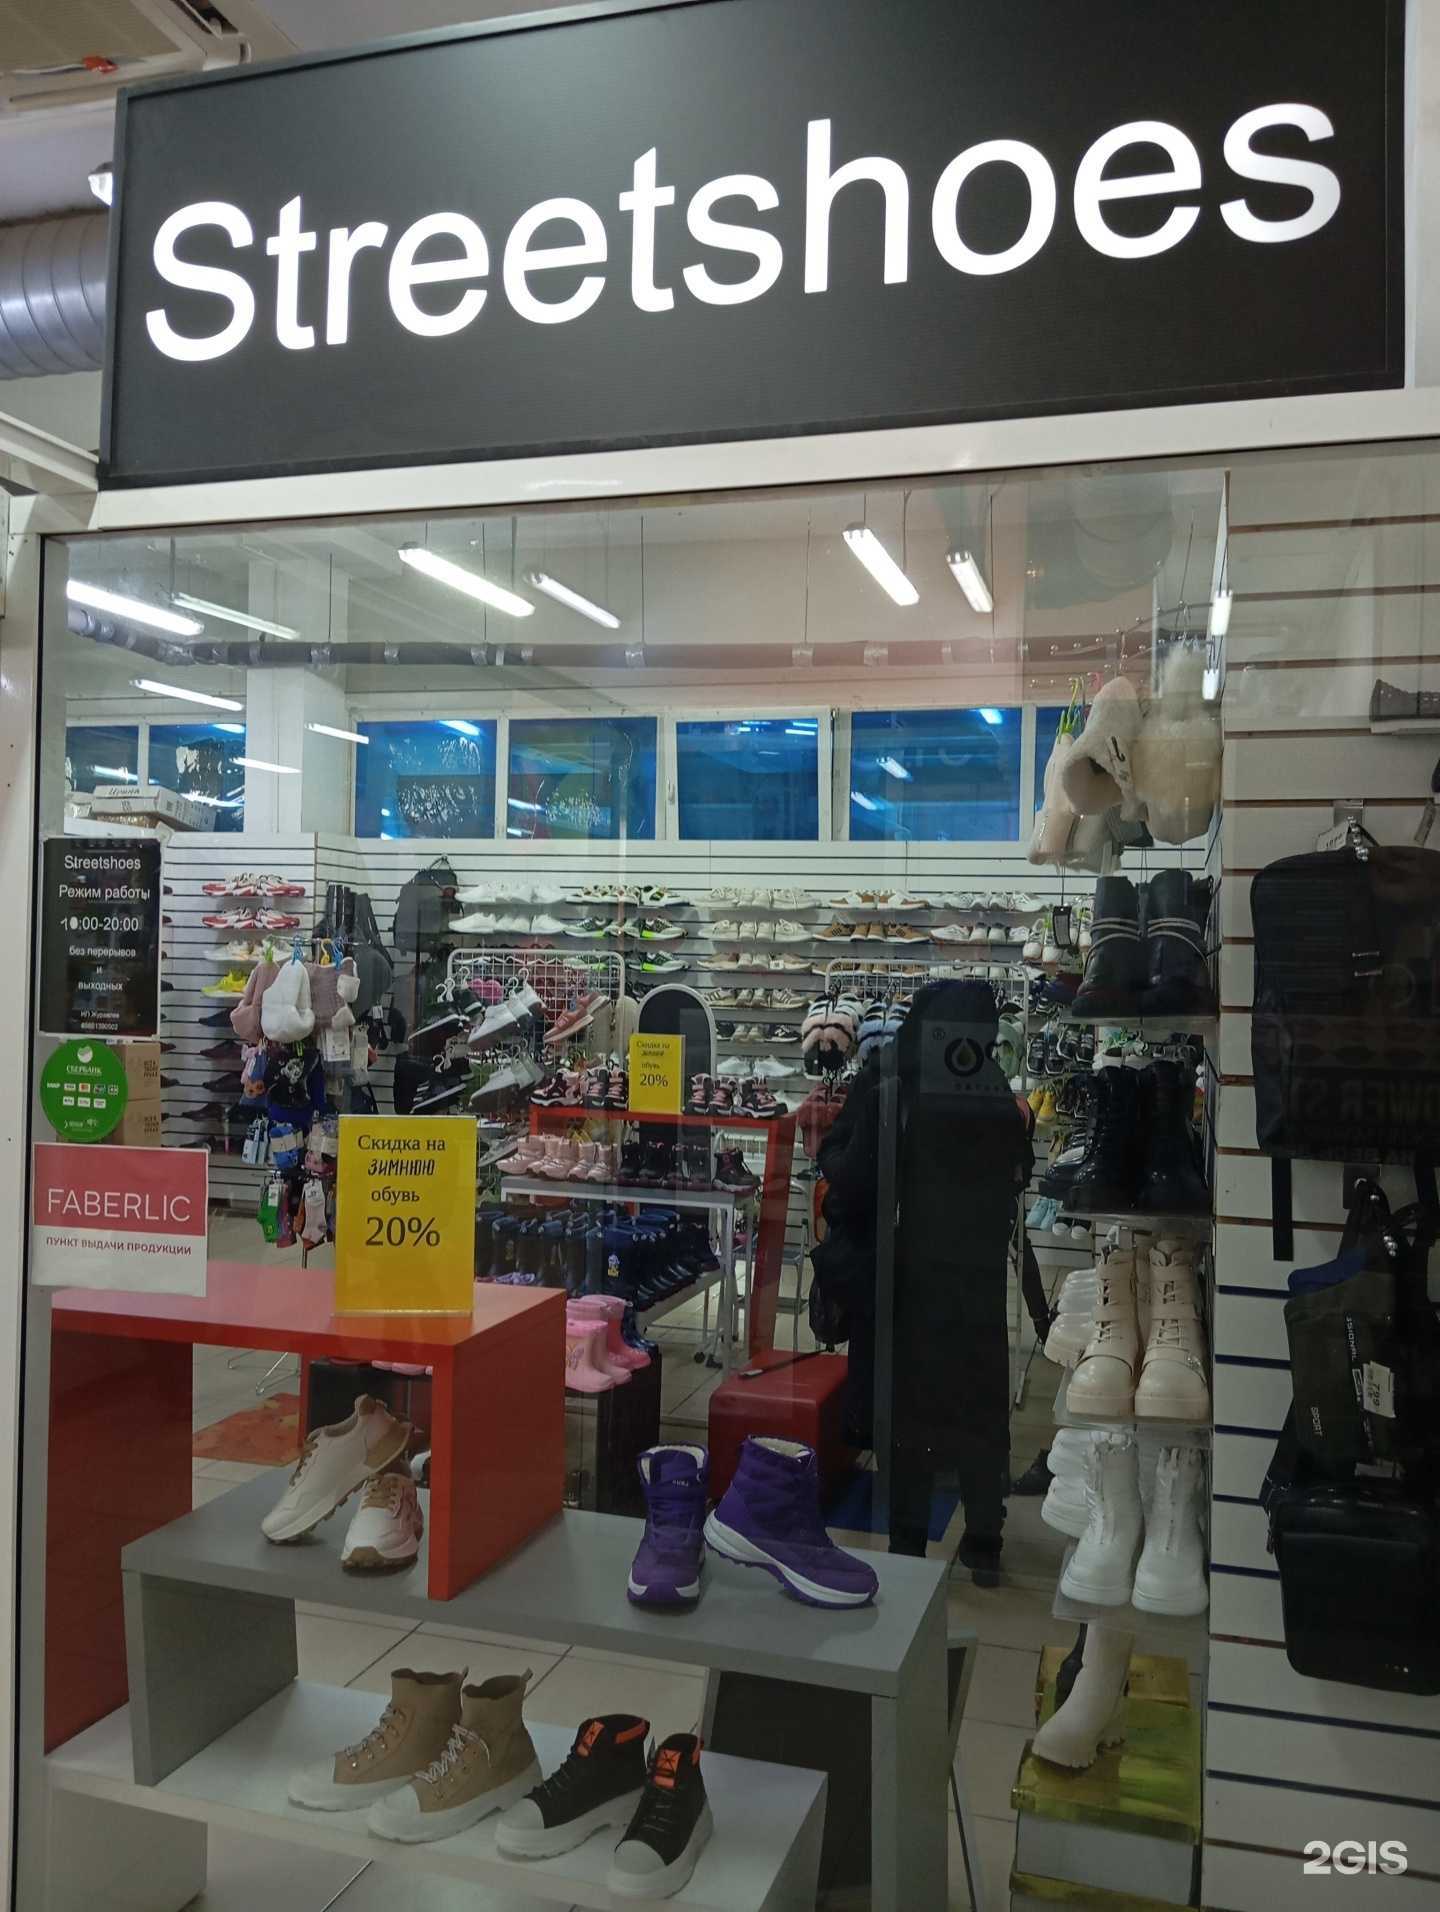 Streetshoes
Streetshoes
Режим работы
10:00-20:00
без перерывов
и
выходных
СБЕРБАНК
FABERLIC
ПУНКТ ВЫДАЧИ ПРОДУКЦИИ
Скидка на
ЗИМНЮЮ
обувь
20%
Скидка на
обувь
20%
SPORT
799
2GIS